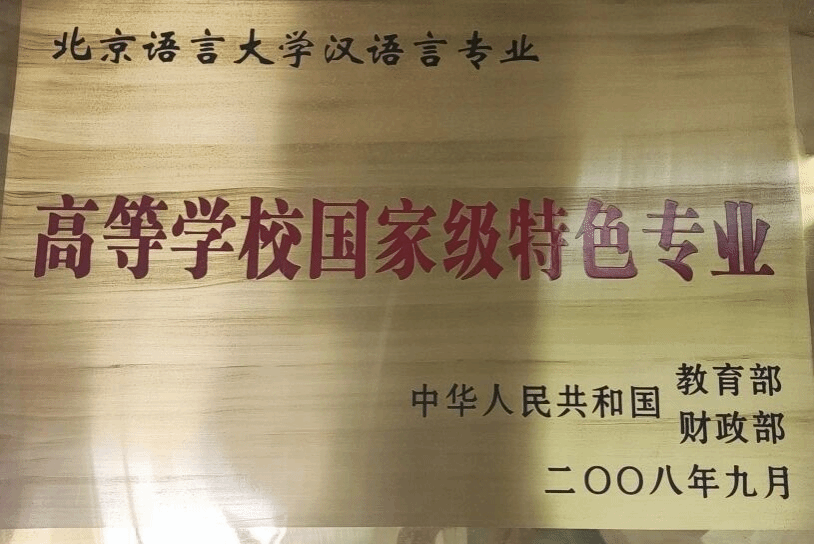 北京语言大学汉语言专业
高等学校国家级特色专业
中华人民共和国 教育部
财政部
二〇〇八年九月